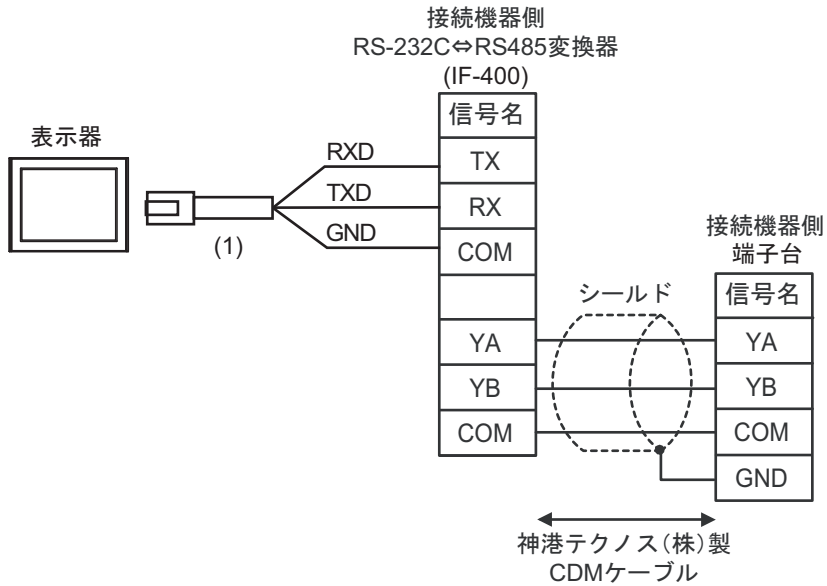 接続機器側
RS-232C⇔RS485変換器
(IF-400)
信号名
表示器
RXD
TX
TXD
RX
(1)
GND
COM
接続機器側
端子台
シールド
信号名
YA
YA
YB
YB
COM
COM
GND
神港テクノス(株)製
CDMケーブル